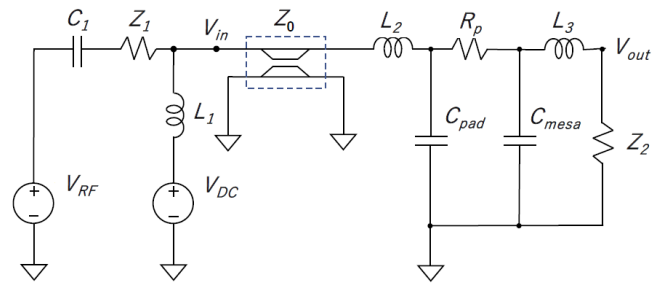 C1 Z1 Vin Z0 L2 Rp L3 Vout
L1 Cpad Cmesa Z2
+ VRF + VDC
− −